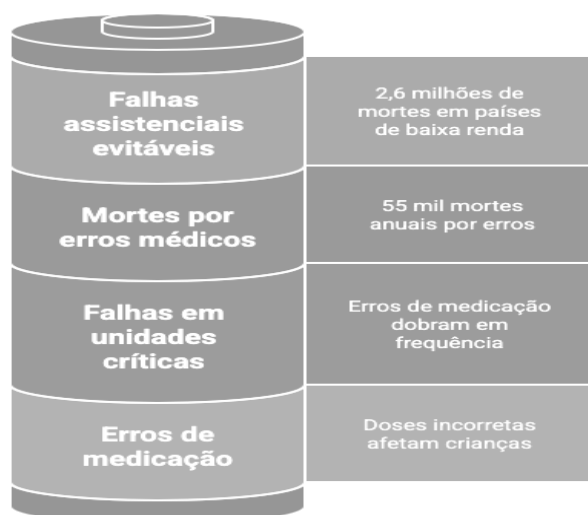 Falhas
assistenciais
evitáveis
2,6 milhões de
mortes em países
de baixa renda
Mortes por
erros médicos
55 mil mortes
anuais por erros
Falhas em
unidades
críticas
Erros de medicação
dobram em
frequência
Erros de
medicação
Doses incorretas
afetam crianças